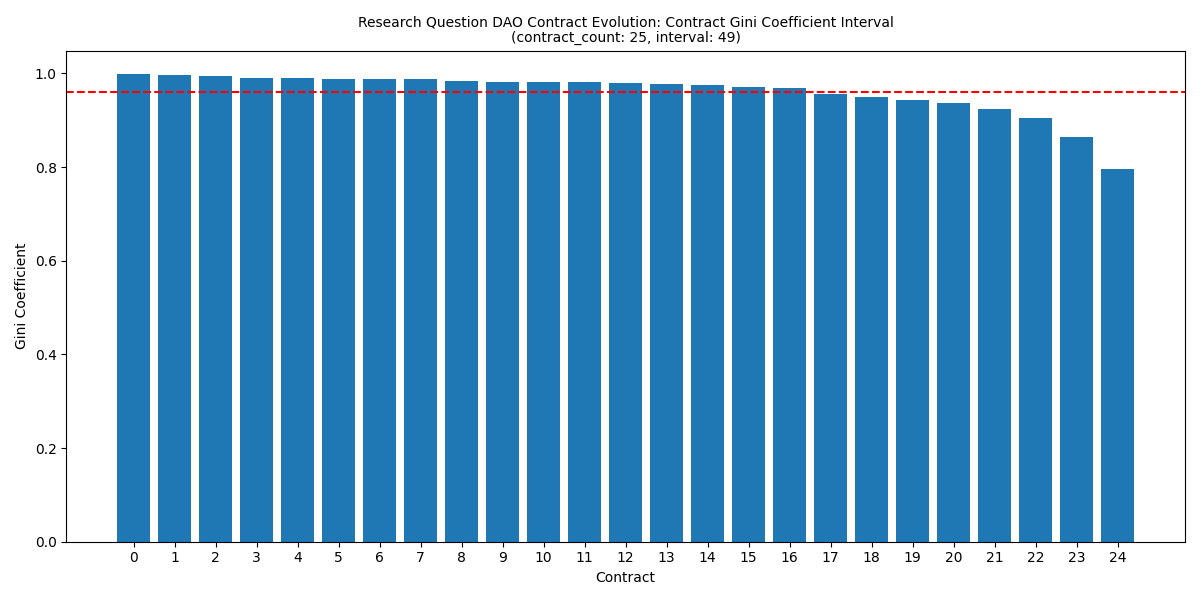 Research Question DAO Contract Evolution: Contract Gini Coefficient Interval
(contract_count: 25, interval: 49)
Gini Coefficient
1.0
0.8
0.6
0.4
0.2
0.0
0 1 2 3 4 5 6 7 8 9 10 11 12 13 14 15 16 17 18 19 20 21 22 23 24
Contract